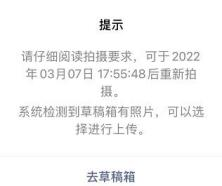 提示
请仔细阅读拍摄要求，可于2022
年03月07日 17:55:48后重新拍
摄。
系统检测到草稿箱有照片，可以选
择进行上传。
去草稿箱